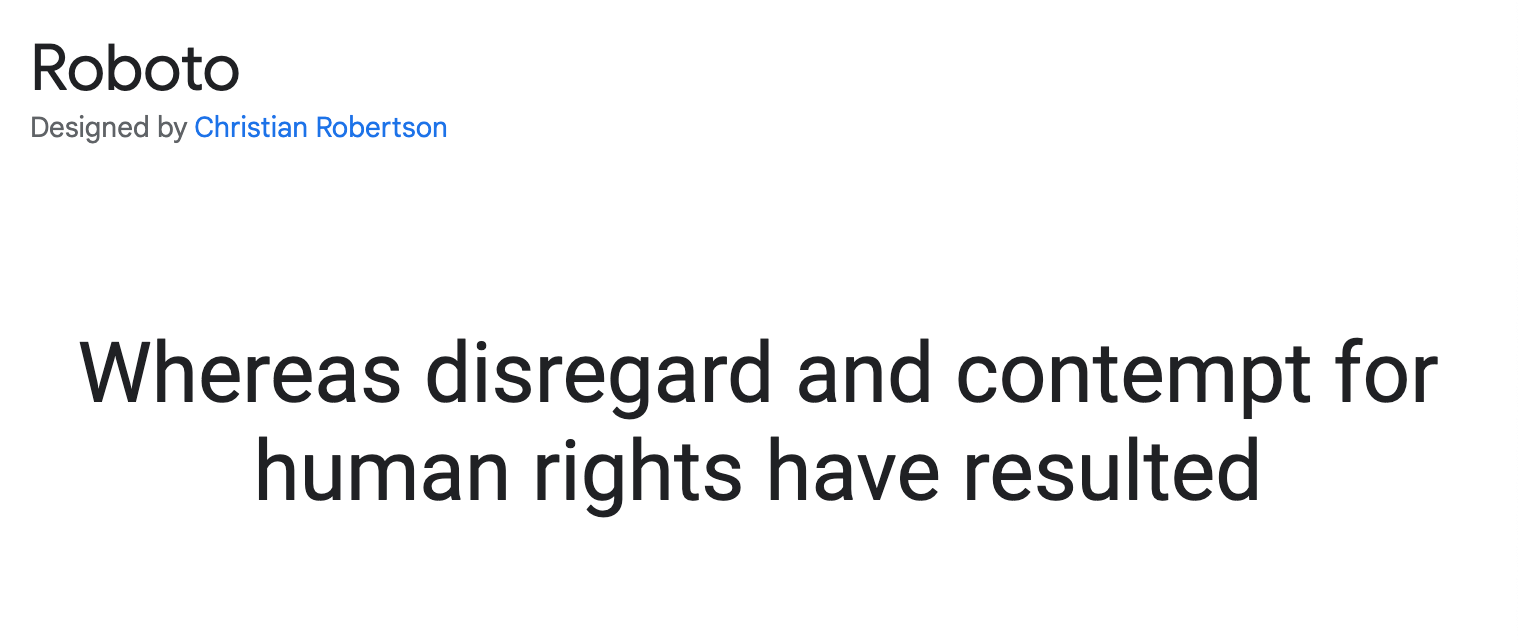 Roboto
Designed by Christian Robertson
Whereas disregard and contempt for
human rights have resulted